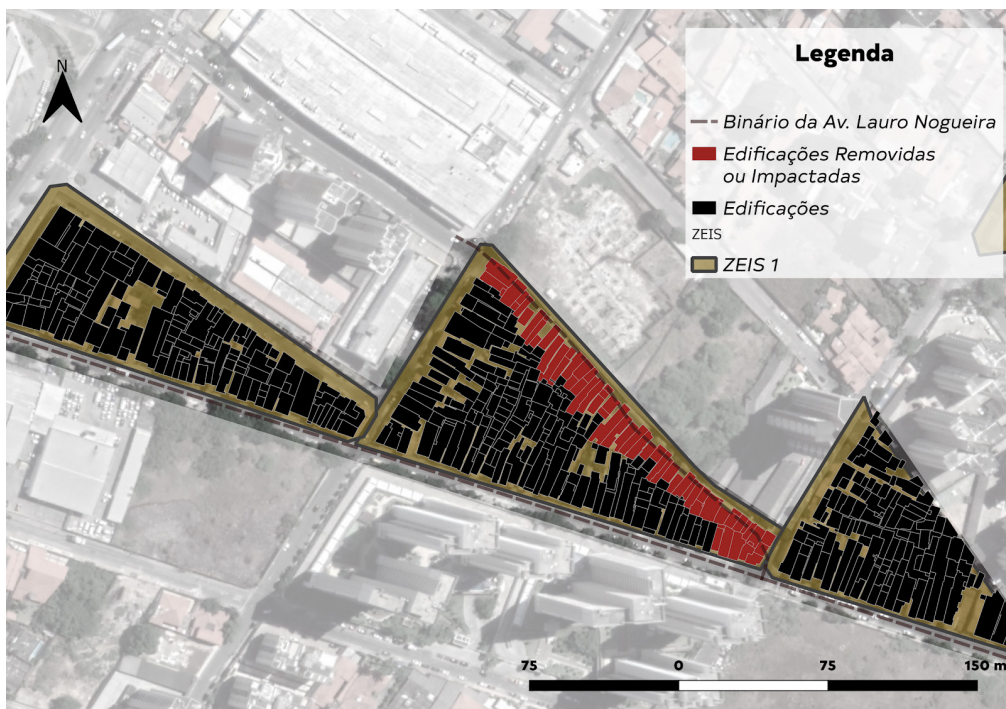 N
Legenda
Binário da Av. Lauro Nogueira
Edificações Removidas
ou Impactadas
Edificações
ZEIS
ZEIS 1
75 0 75 150 m